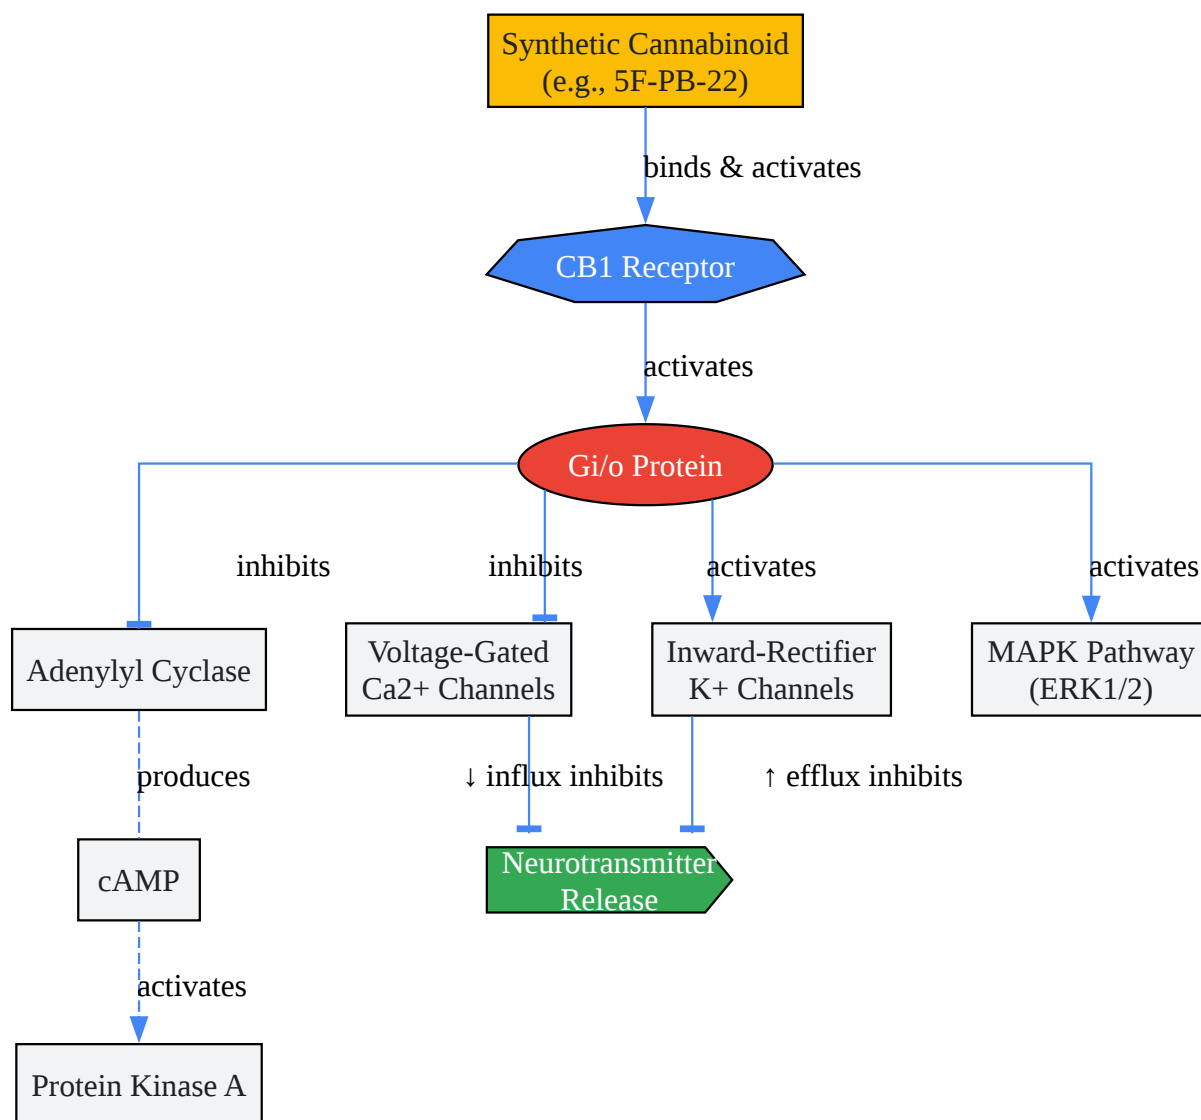 Synthetic Cannabinoid
(e.g., 5F-PB-22)
binds & activates
CB1 Receptor
activates
Gi/o Protein
inhibits
inhibits
activates
activates
Adenylyl Cyclase
Voltage-Gated
Ca2+ Channels
Inward-Rectifier
K+ Channels
MAPK Pathway
(ERK1/2)
produces
↓ influx inhibits
↑ efflux inhibits
cAMP
Neurotransmitter
Release
activates
Protein Kinase A